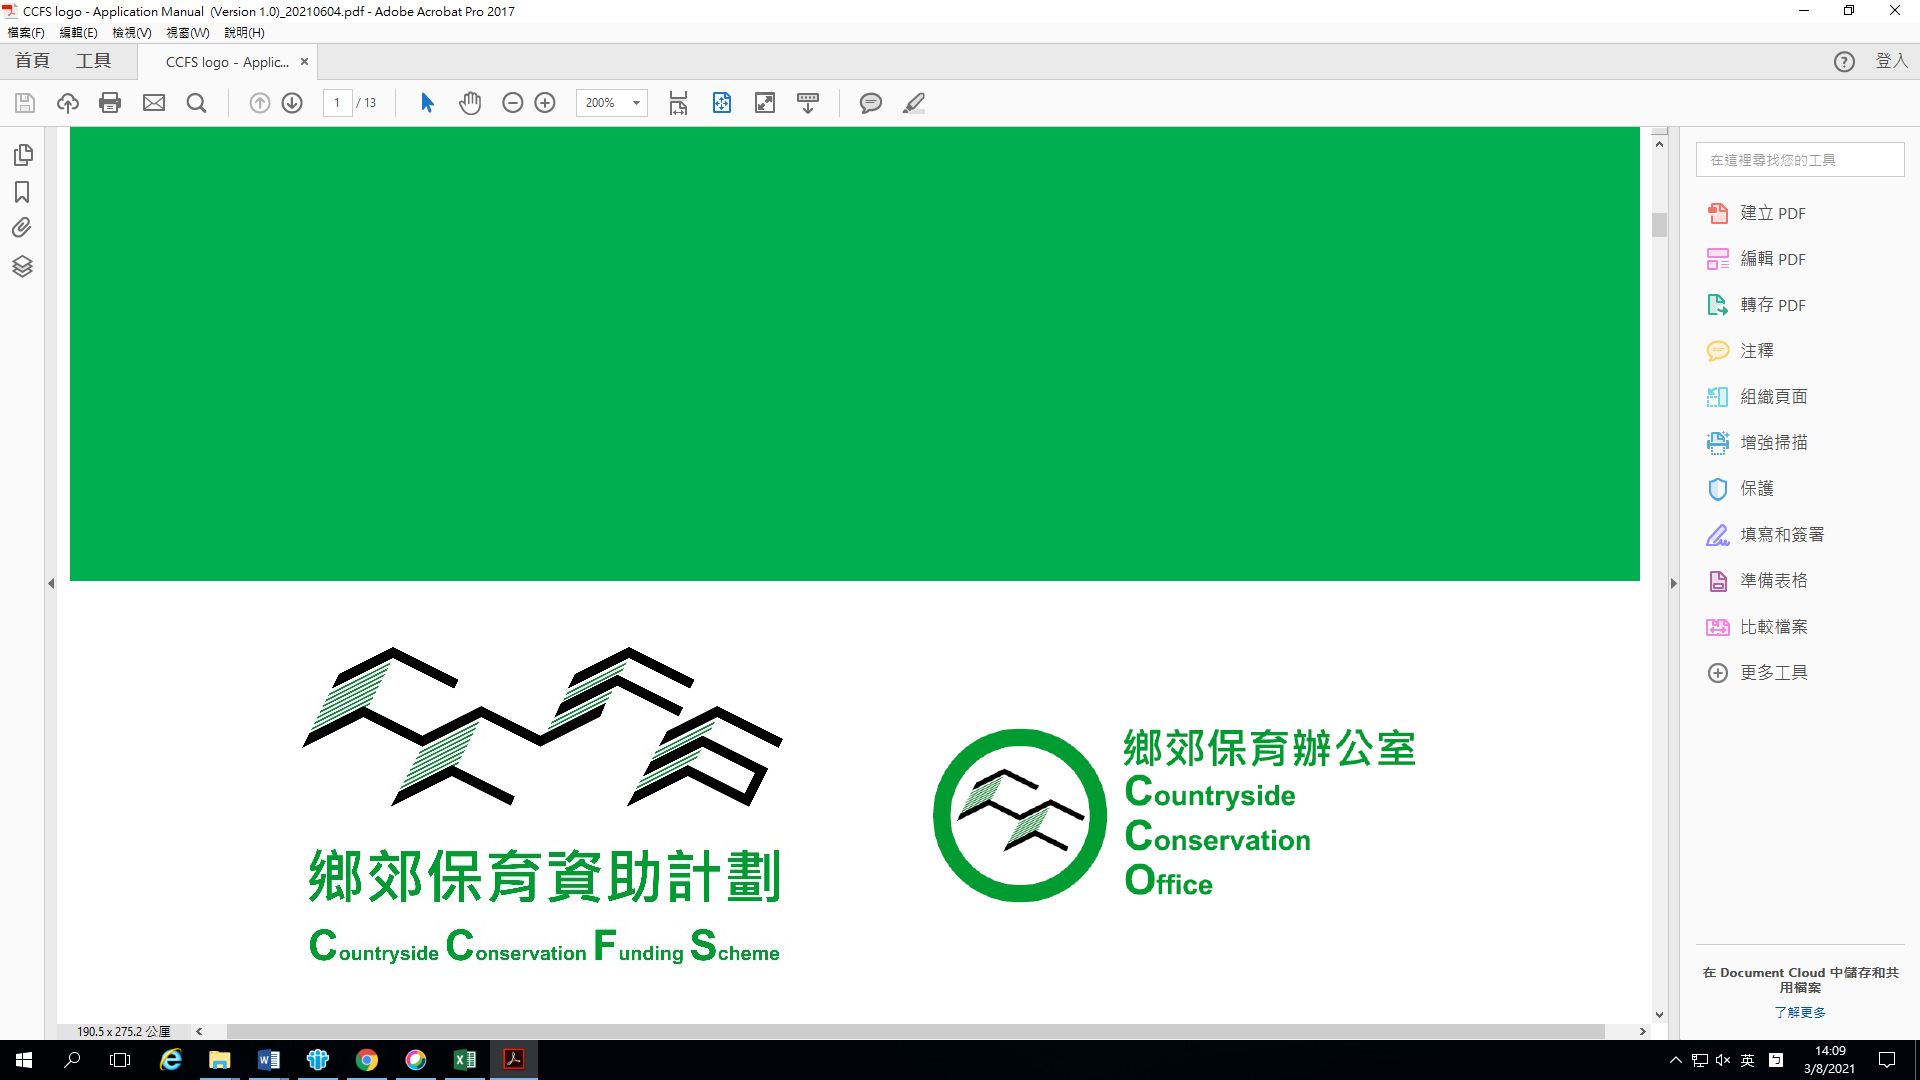 CCFS logo - Application Manual  (Version 1.0)_20210604.pdf - Adobe Acrobat Pro 2017
檔案(F) 編輯(E) 檢視(V) 視窗(W) 說明(H)
首頁 工具 CCFS logo - Applic... × 登入
1 / 13 200%
在這裡尋找您的工具
建立 PDF
編輯 PDF
轉存 PDF
注釋
組織頁面
增強掃描
保護
填寫和簽署
準備表格
比較檔案
更多工具
在 Document Cloud 中儲存和共
用檔案
了解更多
鄉郊保育資助計劃
Countryside Conservation Funding Scheme
鄉郊保育辦公室
Countryside
Conservation
Office
190.5 x 275.2 公厘
英
14:09
3/8/2021